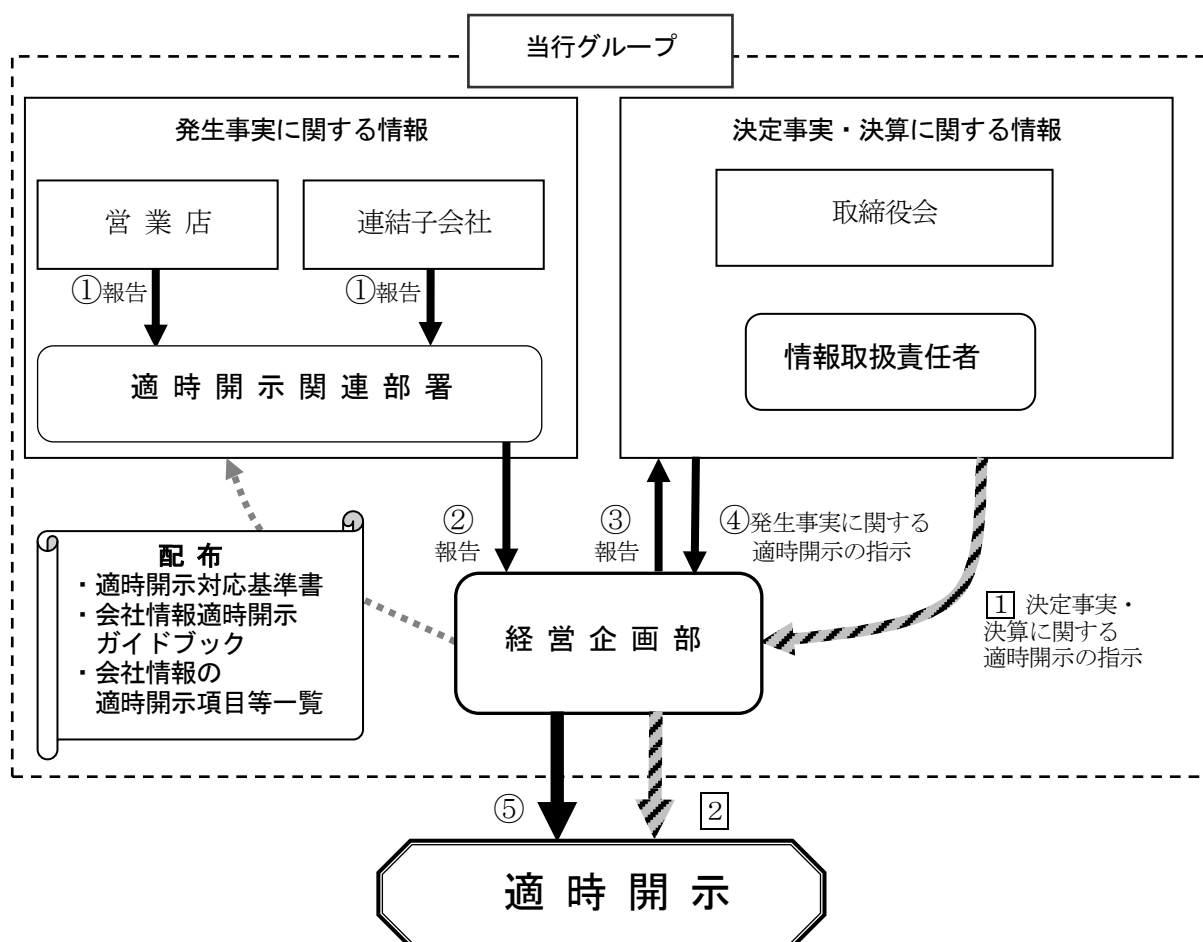 当行グループ
発生事実に関する情報
営業店
連結子会社
①報告
①報告
適時開示関連部署
決定事実・決算に関する情報
取締役会
情報取扱責任者
②
報告
③
報告
④発生事実に関する
適時開示の指示
1 決定事実・
決算に関する
適時開示の指示
配布
・適時開示対応基準書
・会社情報適時開示
ガイドブック
・会社情報の
適時開示項目等一覧
経営企画部
⑤
2
適時開示